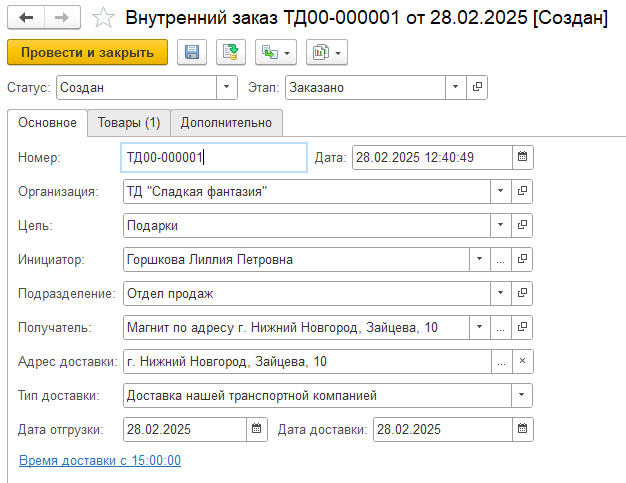 Внутренний заказ ТД00-000001 от 28.02.2025 [Создан]
Провести и закрыть
Статус: Создан Этап: Заказано
Основное Товары (1) Дополнительно
Номер: ТД00-000001 Дата: 28.02.2025 12:40:49
Организация: ТД "Сладкая фантазия"
Цель: Подарки
Инициатор: Горшкова Лиллия Петровна ...
Подразделение: Отдел продаж
Получатель: Магнит по адресу г. Нижний Новгород, Зайцева, 10 ...
Адрес доставки: г. Нижний Новгород, Зайцева, 10 ... ×
Тип доставки: Доставка нашей транспортной компанией
Дата отгрузки: 28.02.2025 Дата доставки: 28.02.2025
Время доставки с 15:00:00